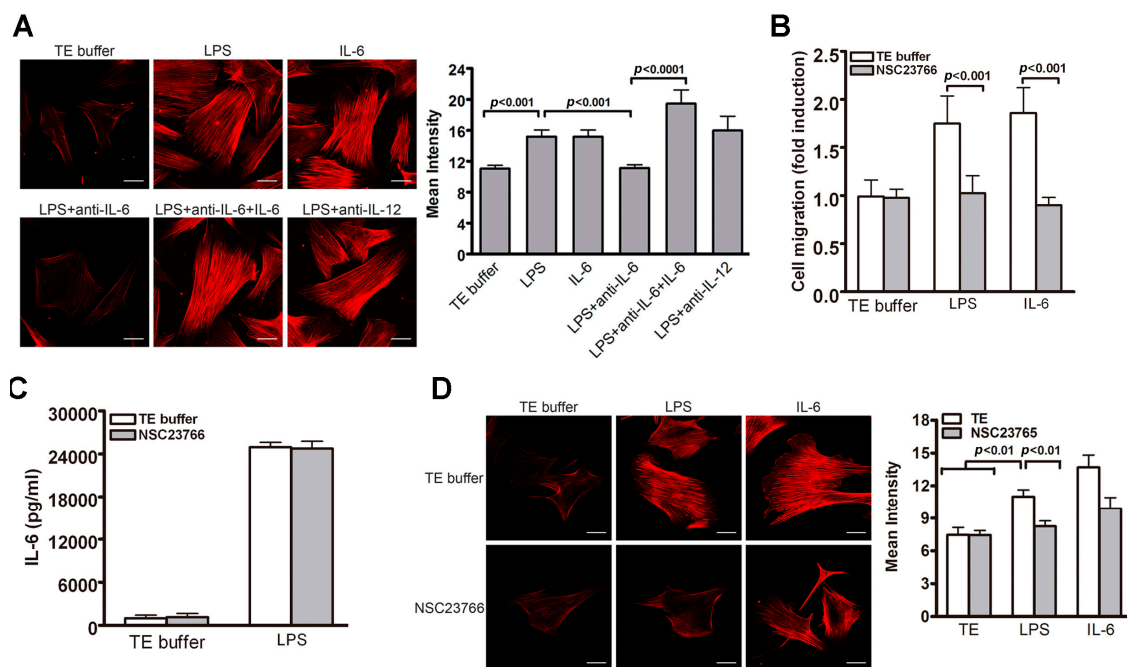 A
TE buffer
LPS
IL-6
LPS+anti-IL-6
LPS+anti-IL-6+IL-6
LPS+anti-IL-12
Mean Intensity
24
20
16
12
8
4
0
p<0.001
p<0.001
p<0.0001
TE buffer
LPS
IL-6
LPS+anti-IL-6
LPS+anti-IL-6+IL-6
LPS+anti-IL-12
B
Cell migration (fold induction)
2.5
2.0
1.5
1.0
0.5
0.0
TE buffer
NSC23766
p<0.001
p<0.001
TE buffer
LPS
IL-6
C
IL-6 (pg/ml)
30000
24000
18000
12000
6000
0
TE buffer
NSC23766
TE buffer
LPS
D
TE buffer
LPS
IL-6
TE buffer
NSC23766
Mean Intensity
18
15
12
9
6
3
0
TE
NSC23765
p<0.01
p<0.01
TE
LPS
IL-6